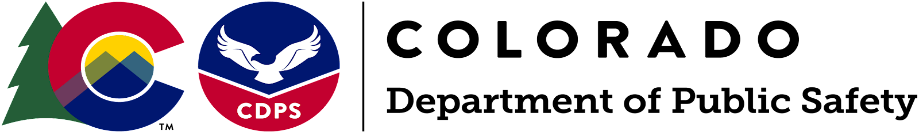 TM
CDPS
COLORADO
Department of Public Safety